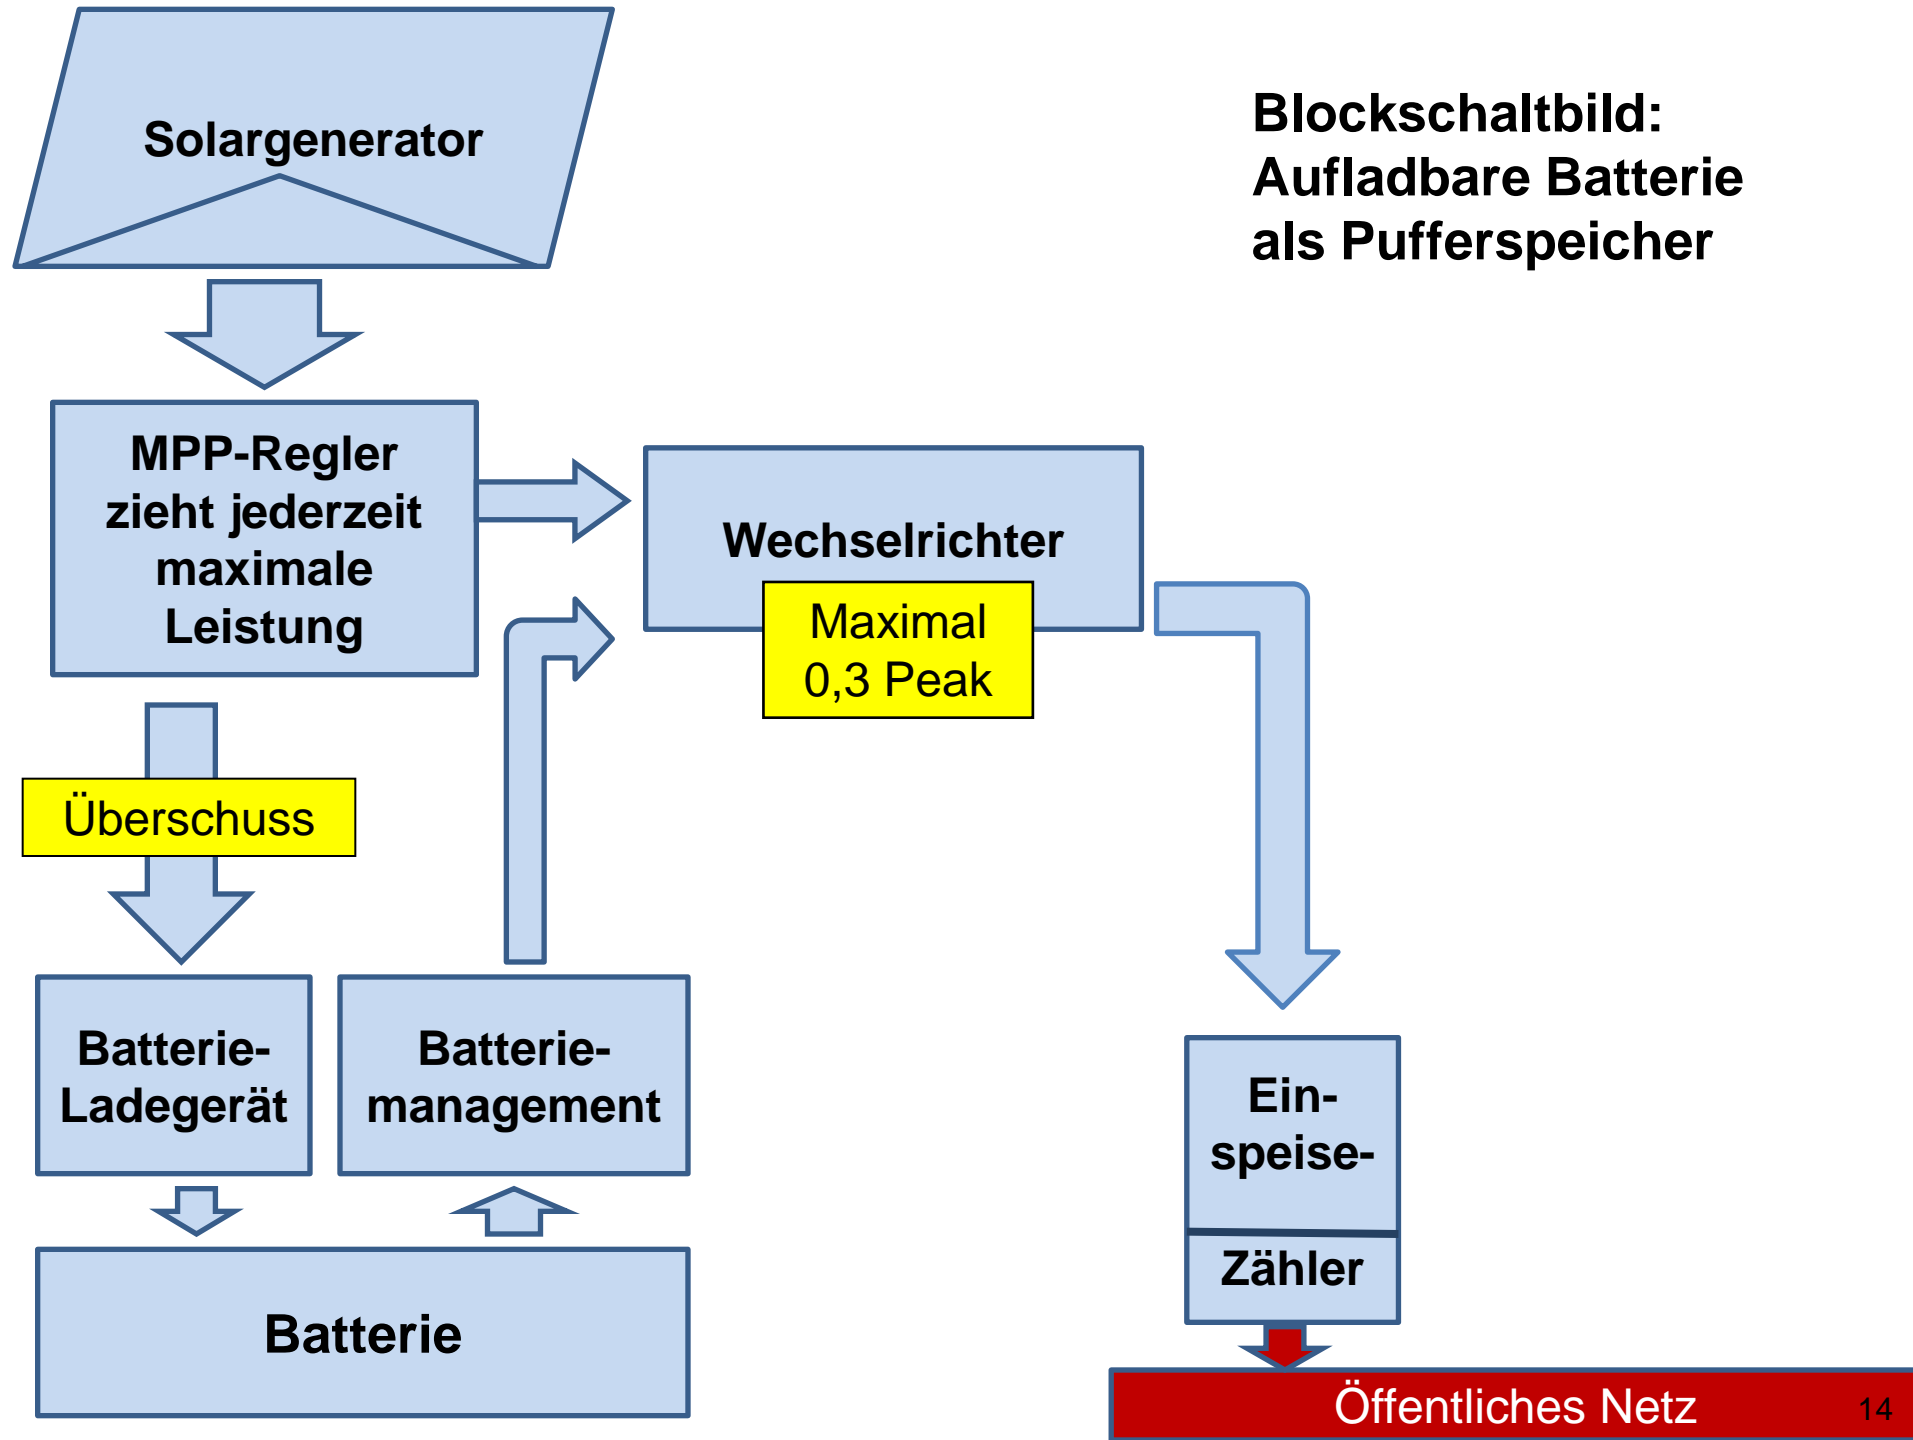 Solargenerator
Blockschaltbild:
Aufladbare Batterie
als Pufferspeicher
MPP-Regler
zieht jederzeit
maximale
Leistung
Wechselrichter
Maximal
0,3 Peak
Überschuss
Batterie-
Ladegerät
Batterie-
management
Batterie
Ein-
speise-
Zähler
Öffentliches Netz
14